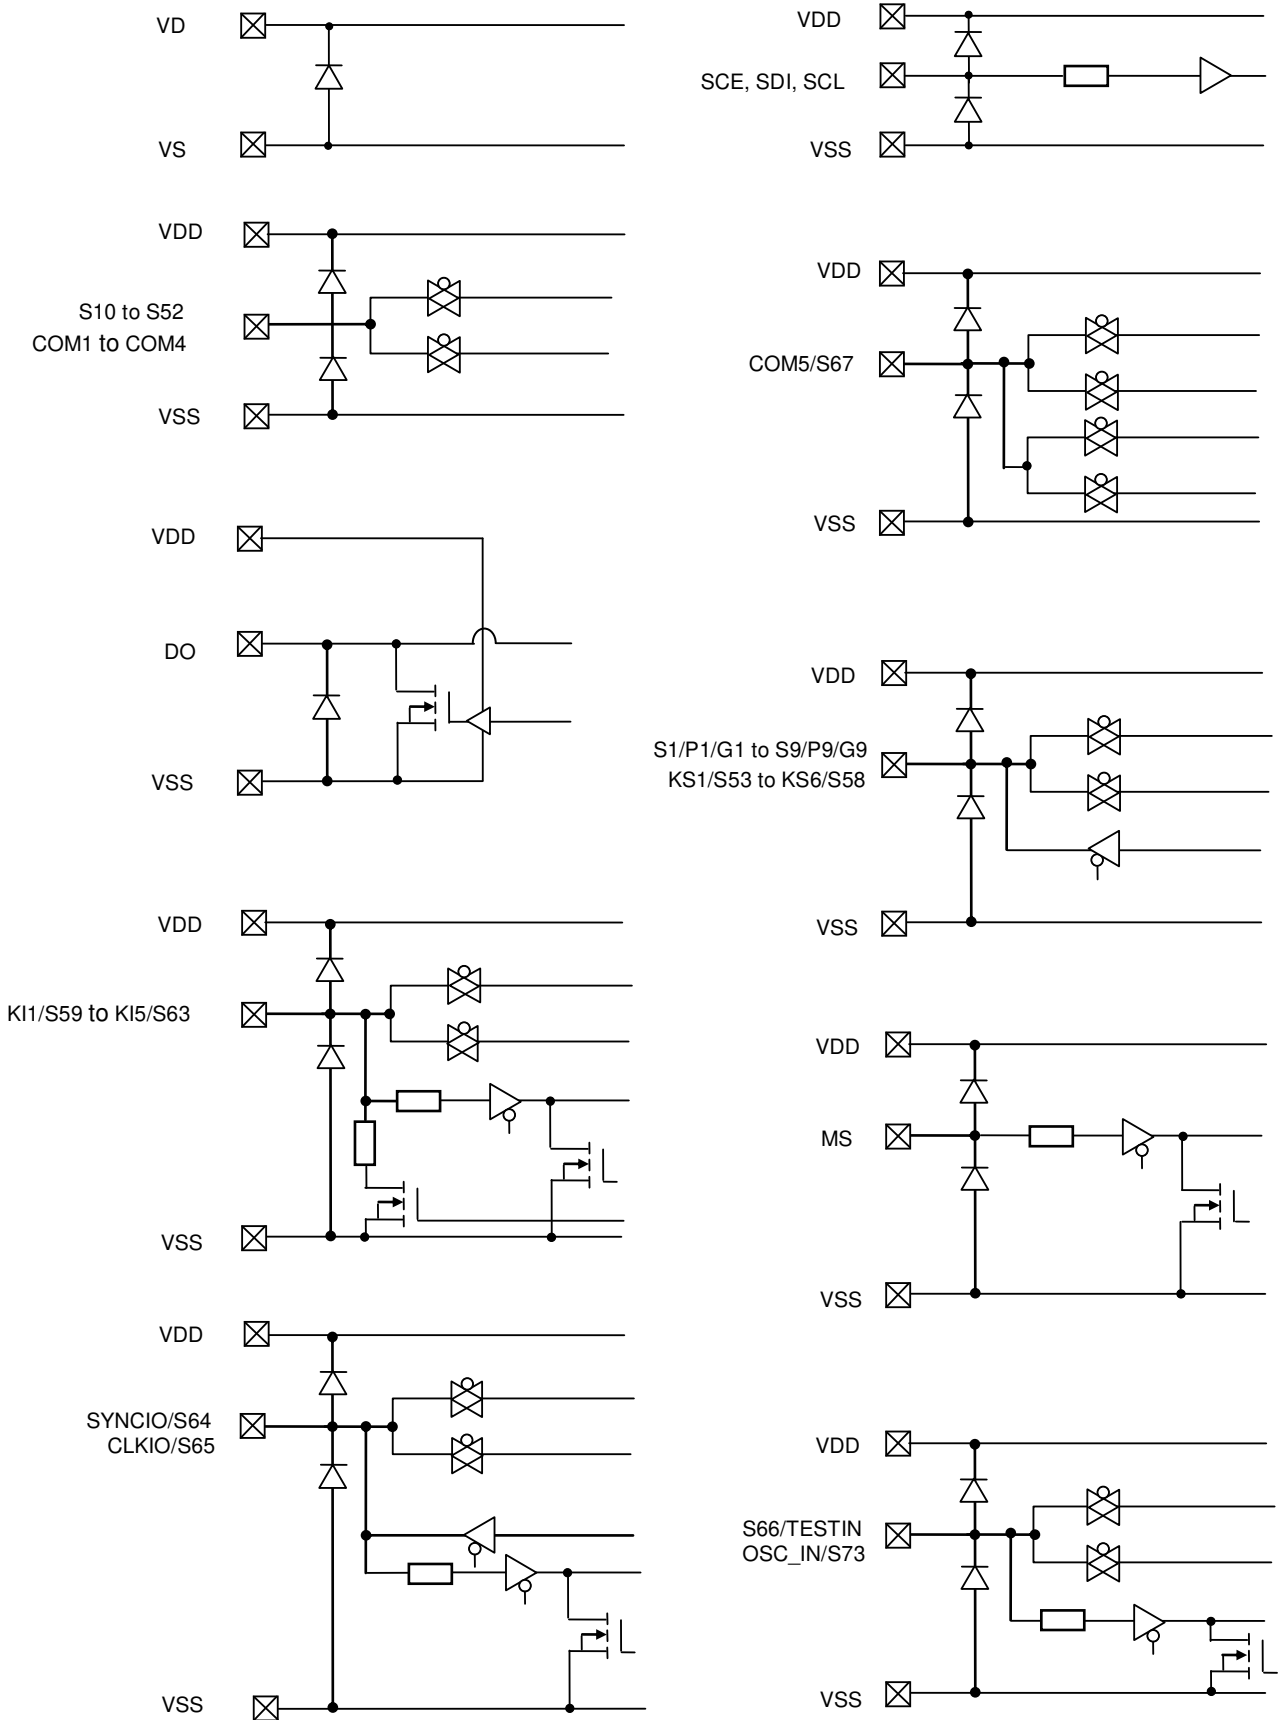 VD
VS
VDD
S10 to S52
COM1 to COM4
VSS
VDD
DO
VSS
VDD
KI1/S59 to KI5/S63
VSS
VDD
SYNCIO/S64
CLKIO/S65
VSS
VDD
SCE, SDI, SCL
VSS
VDD
COM5/S67
VSS
VDD
S1/P1/G1 to S9/P9/G9
KS1/S53 to KS6/S58
VSS
VDD
MS
VSS
VDD
S66/TESTIN
OSC_IN/S73
VSS